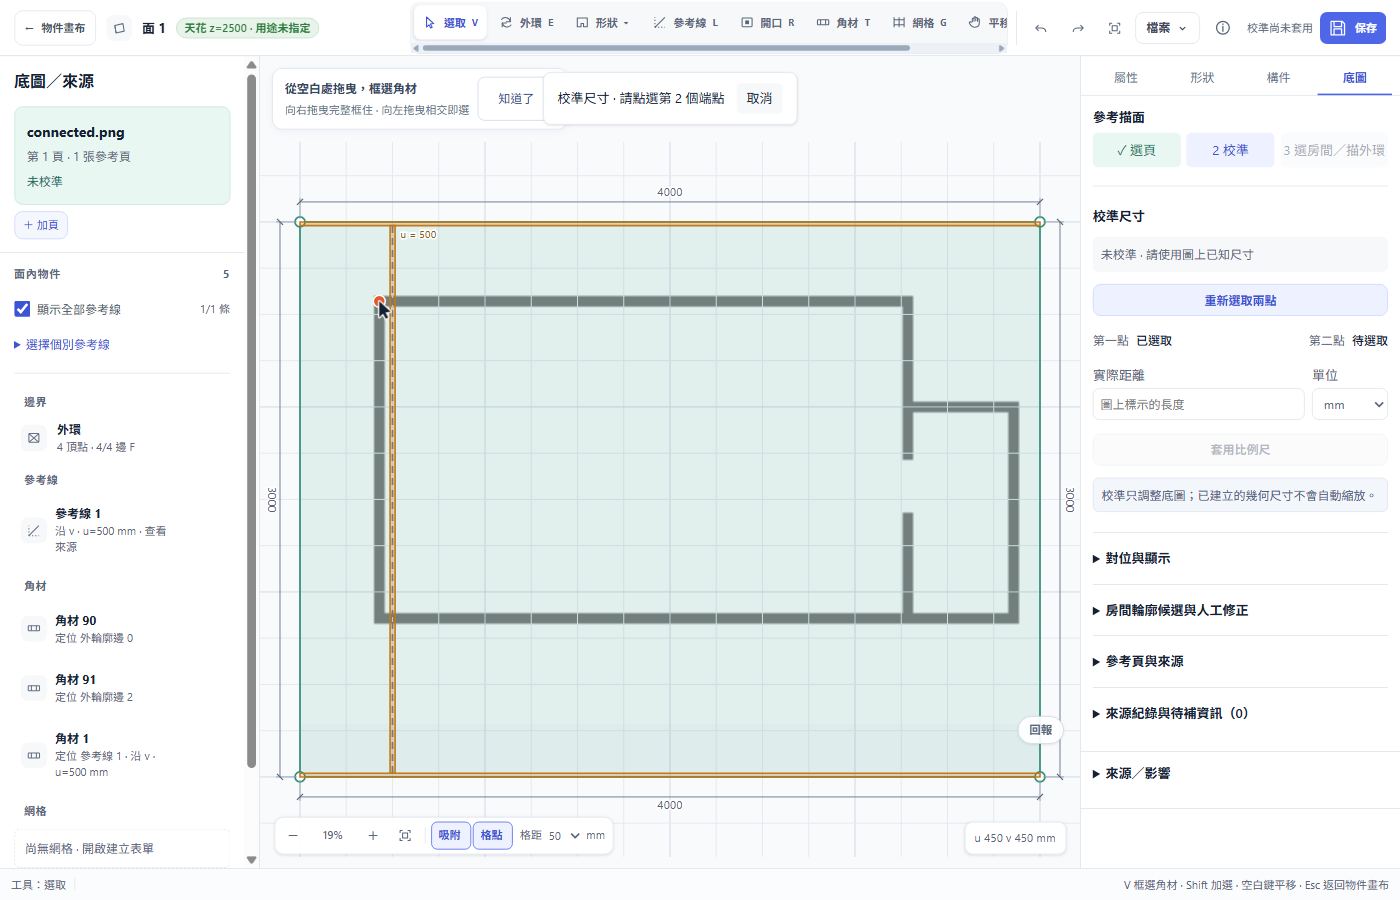 ← 物件畫布
面 1
天花 z=2500 · 用途未指定
選取 V
外環 E
形狀
參考線 L
開口 R
角材 T
網格 G
檔案
校準尚未套用
保存
底圖／來源
connected.png
第 1 頁 · 1 張參考頁
未校準
＋ 加頁
面內物件 5
顯示全部參考線 1/1 條
▶ 選擇個別參考線
邊界
外環
4 頂點 · 4/4 邊 F
參考線
參考線 1
沿 v · u=500 mm · 查看
來源
角材
角材 90
定位 外輪廓邊 0
角材 91
定位 外輪廓邊 2
角材 1
定位 參考線 1 · 沿 v ·
u=500 mm
網格
尚無網格 · 開啟建立表單
從空白處拖曳，框選角材
向右拖曳完整框住 · 向左拖曳相交即選
知道了
校準尺寸 · 請點選第 2 個端點
取消
4000
u = 500
3000
3000
4000
回報
− 19% ＋
吸附
格點
格距 50 mm
u 450 v 450 mm
屬性
形狀
構件
底圖
參考描面
✓ 選頁
2 校準
3 選房間／描外環
校準尺寸
未校準 · 請使用圖上已知尺寸
重新選取兩點
第一點 已選取
第二點 待選取
實際距離
單位
圖上標示的長度
mm
套用比例尺
校準只調整底圖；已建立的幾何尺寸不會自動縮放。
▶ 對位與顯示
▶ 房間輪廓候選與人工修正
▶ 參考頁與來源
▶ 來源紀錄與待補資訊（0）
▶ 來源／影響
工具：選取
V 框選角材 · Shift 加選 · 空白鍵平移 · Esc 返回物件畫布